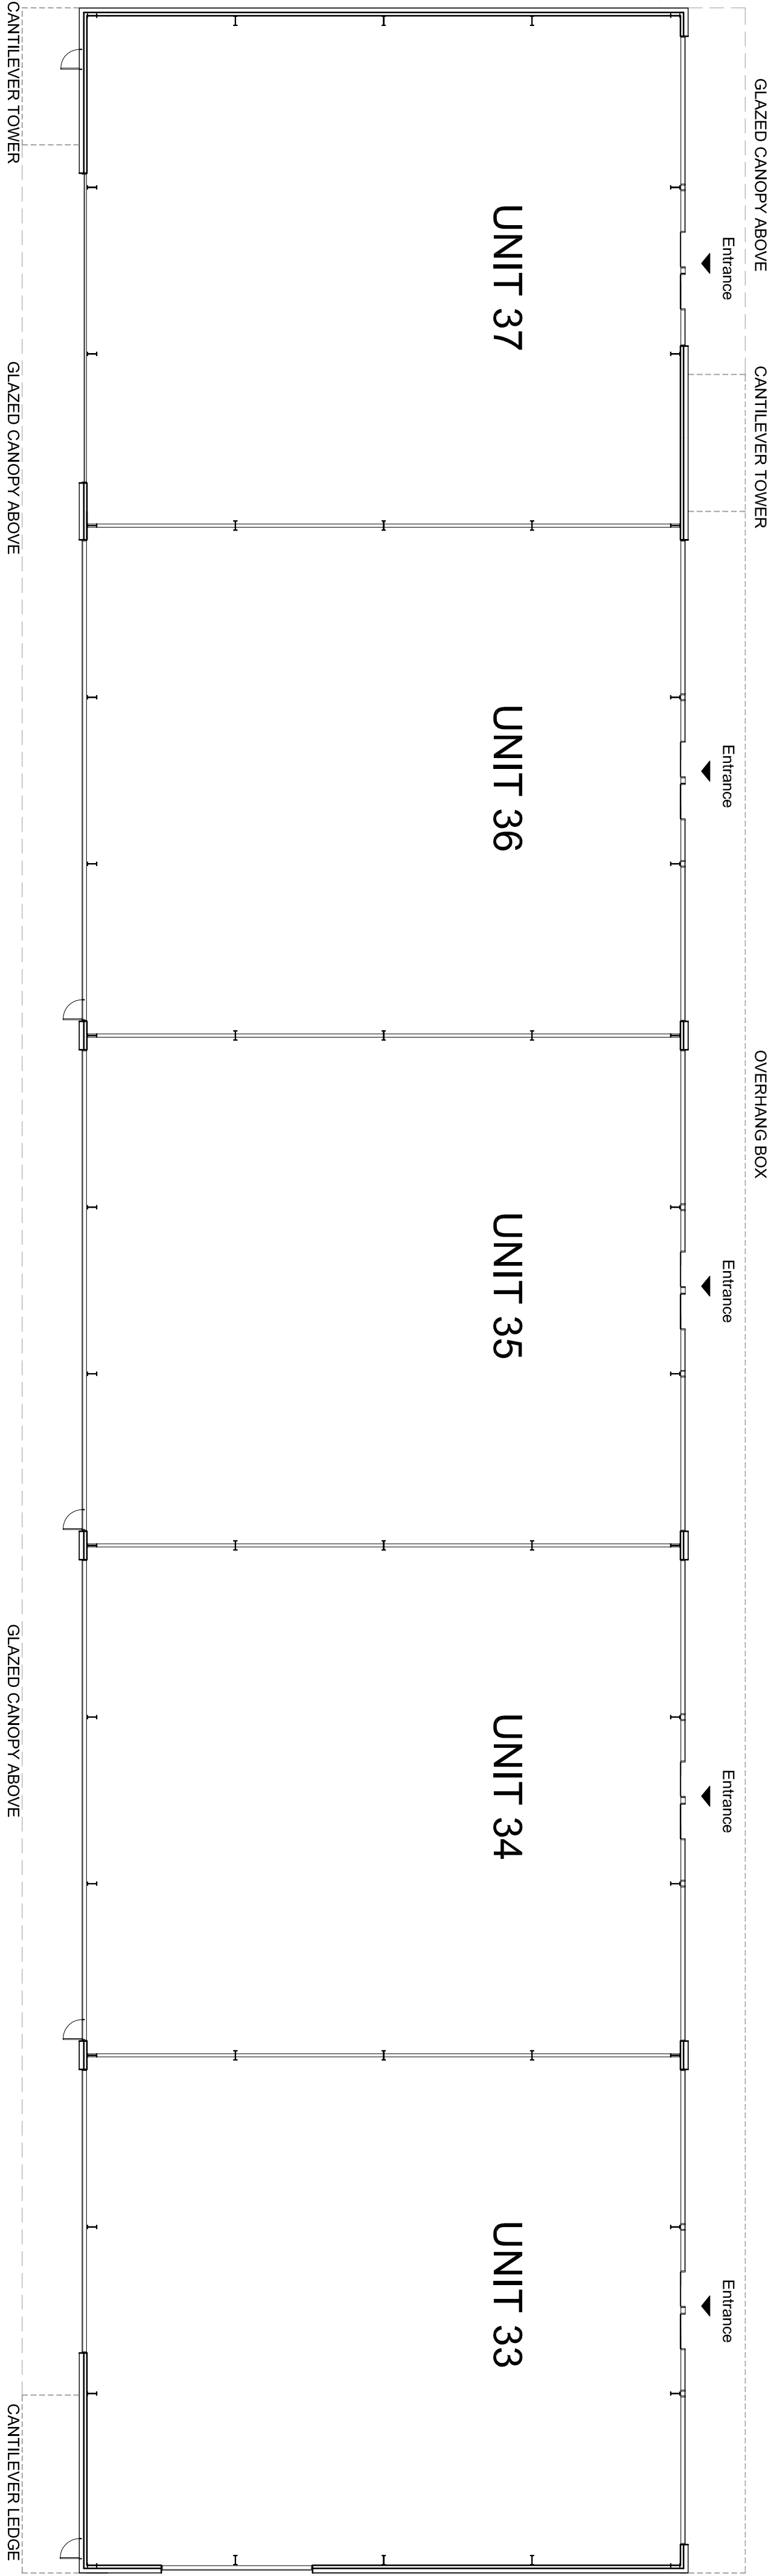 GLAZED CANOPY ABOVE
CANTILEVER TOWER
OVERHANG BOX
Entrance
Entrance
Entrance
Entrance
Entrance
UNIT 37
UNIT 36
UNIT 35
UNIT 34
UNIT 33
CANTILEVER TOWER
GLAZED CANOPY ABOVE
GLAZED CANOPY ABOVE
CANTILEVER LEDGE